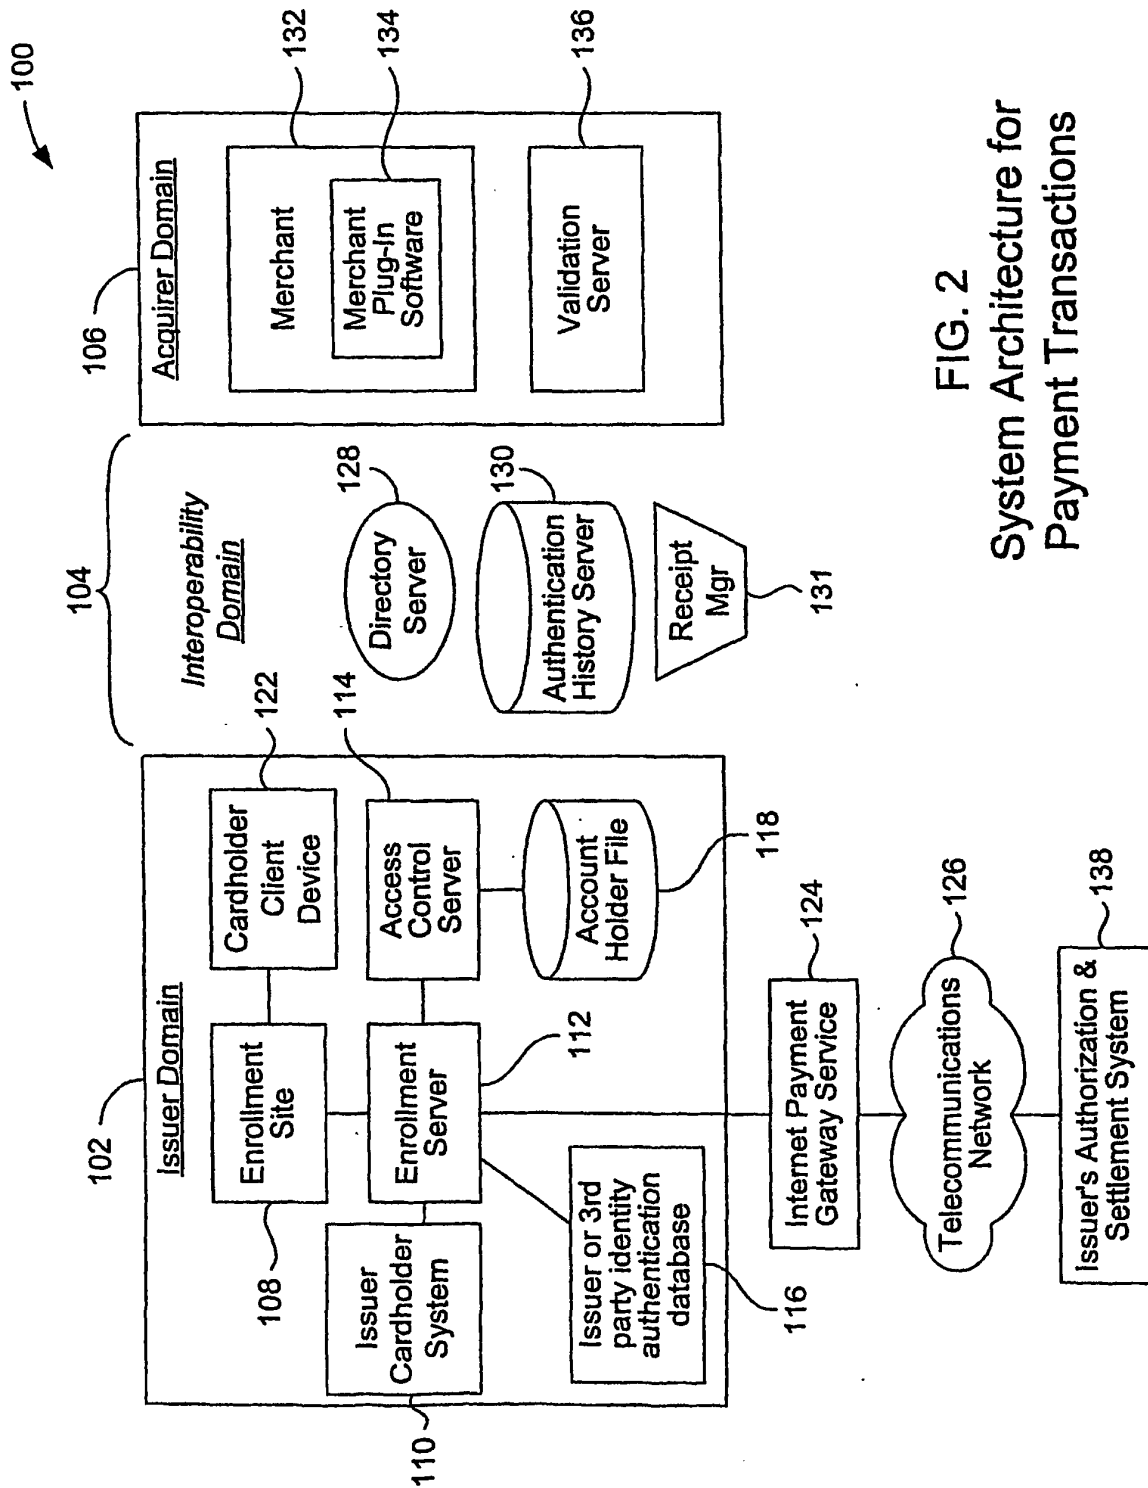 100
102
Issuer Domain
Enrollment
Site
108
Cardholder
Client
Device
122
Issuer
Cardholder
System
110
Enrollment
Server
112
Access
Control
Server
114
Issuer or 3rd
party identity
authentication
database
116
Account
Holder File
118
104
Interoperability
Domain
Directory
Server
128
Authentication
History Server
130
Receipt
Mgr
131
106
Acquirer Domain
Merchant
132
Merchant
Plug-In
Software
134
Validation
Server
136
Internet Payment
Gateway Service
124
Telecommunications
Network
126
Issuer's Authorization &
Settlement System
138
FIG. 2
System Architecture for
Payment Transactions